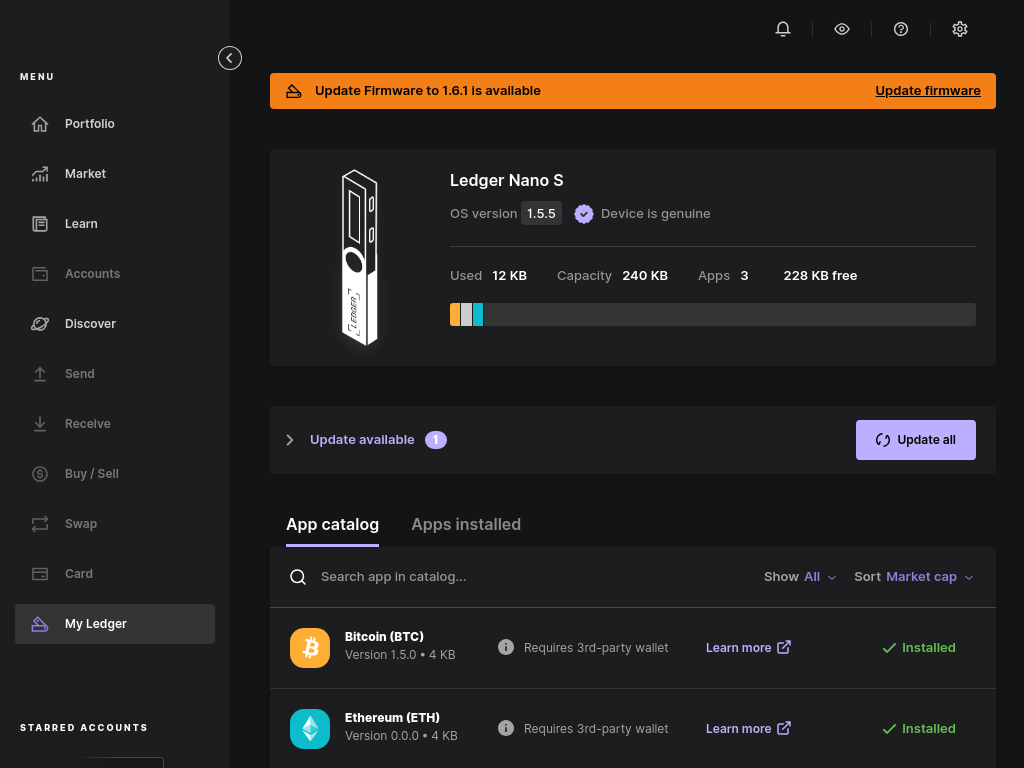 MENU
Portfolio
Market
Learn
Accounts
Discover
Send
Receive
Buy / Sell
Swap
Card
My Ledger
STARRED ACCOUNTS
Update Firmware to 1.6.1 is available
Update firmware
LEDGER
Ledger Nano S
OS version 1.5.5 Device is genuine
Used 12 KB Capacity 240 KB Apps 3 228 KB free
Update available 1
Update all
App catalog Apps installed
Search app in catalog...
Show All Sort Market cap
Bitcoin (BTC)
Version 1.5.0 • 4 KB
Requires 3rd-party wallet
Learn more
Installed
Ethereum (ETH)
Version 0.0.0 • 4 KB
Requires 3rd-party wallet
Learn more
Installed